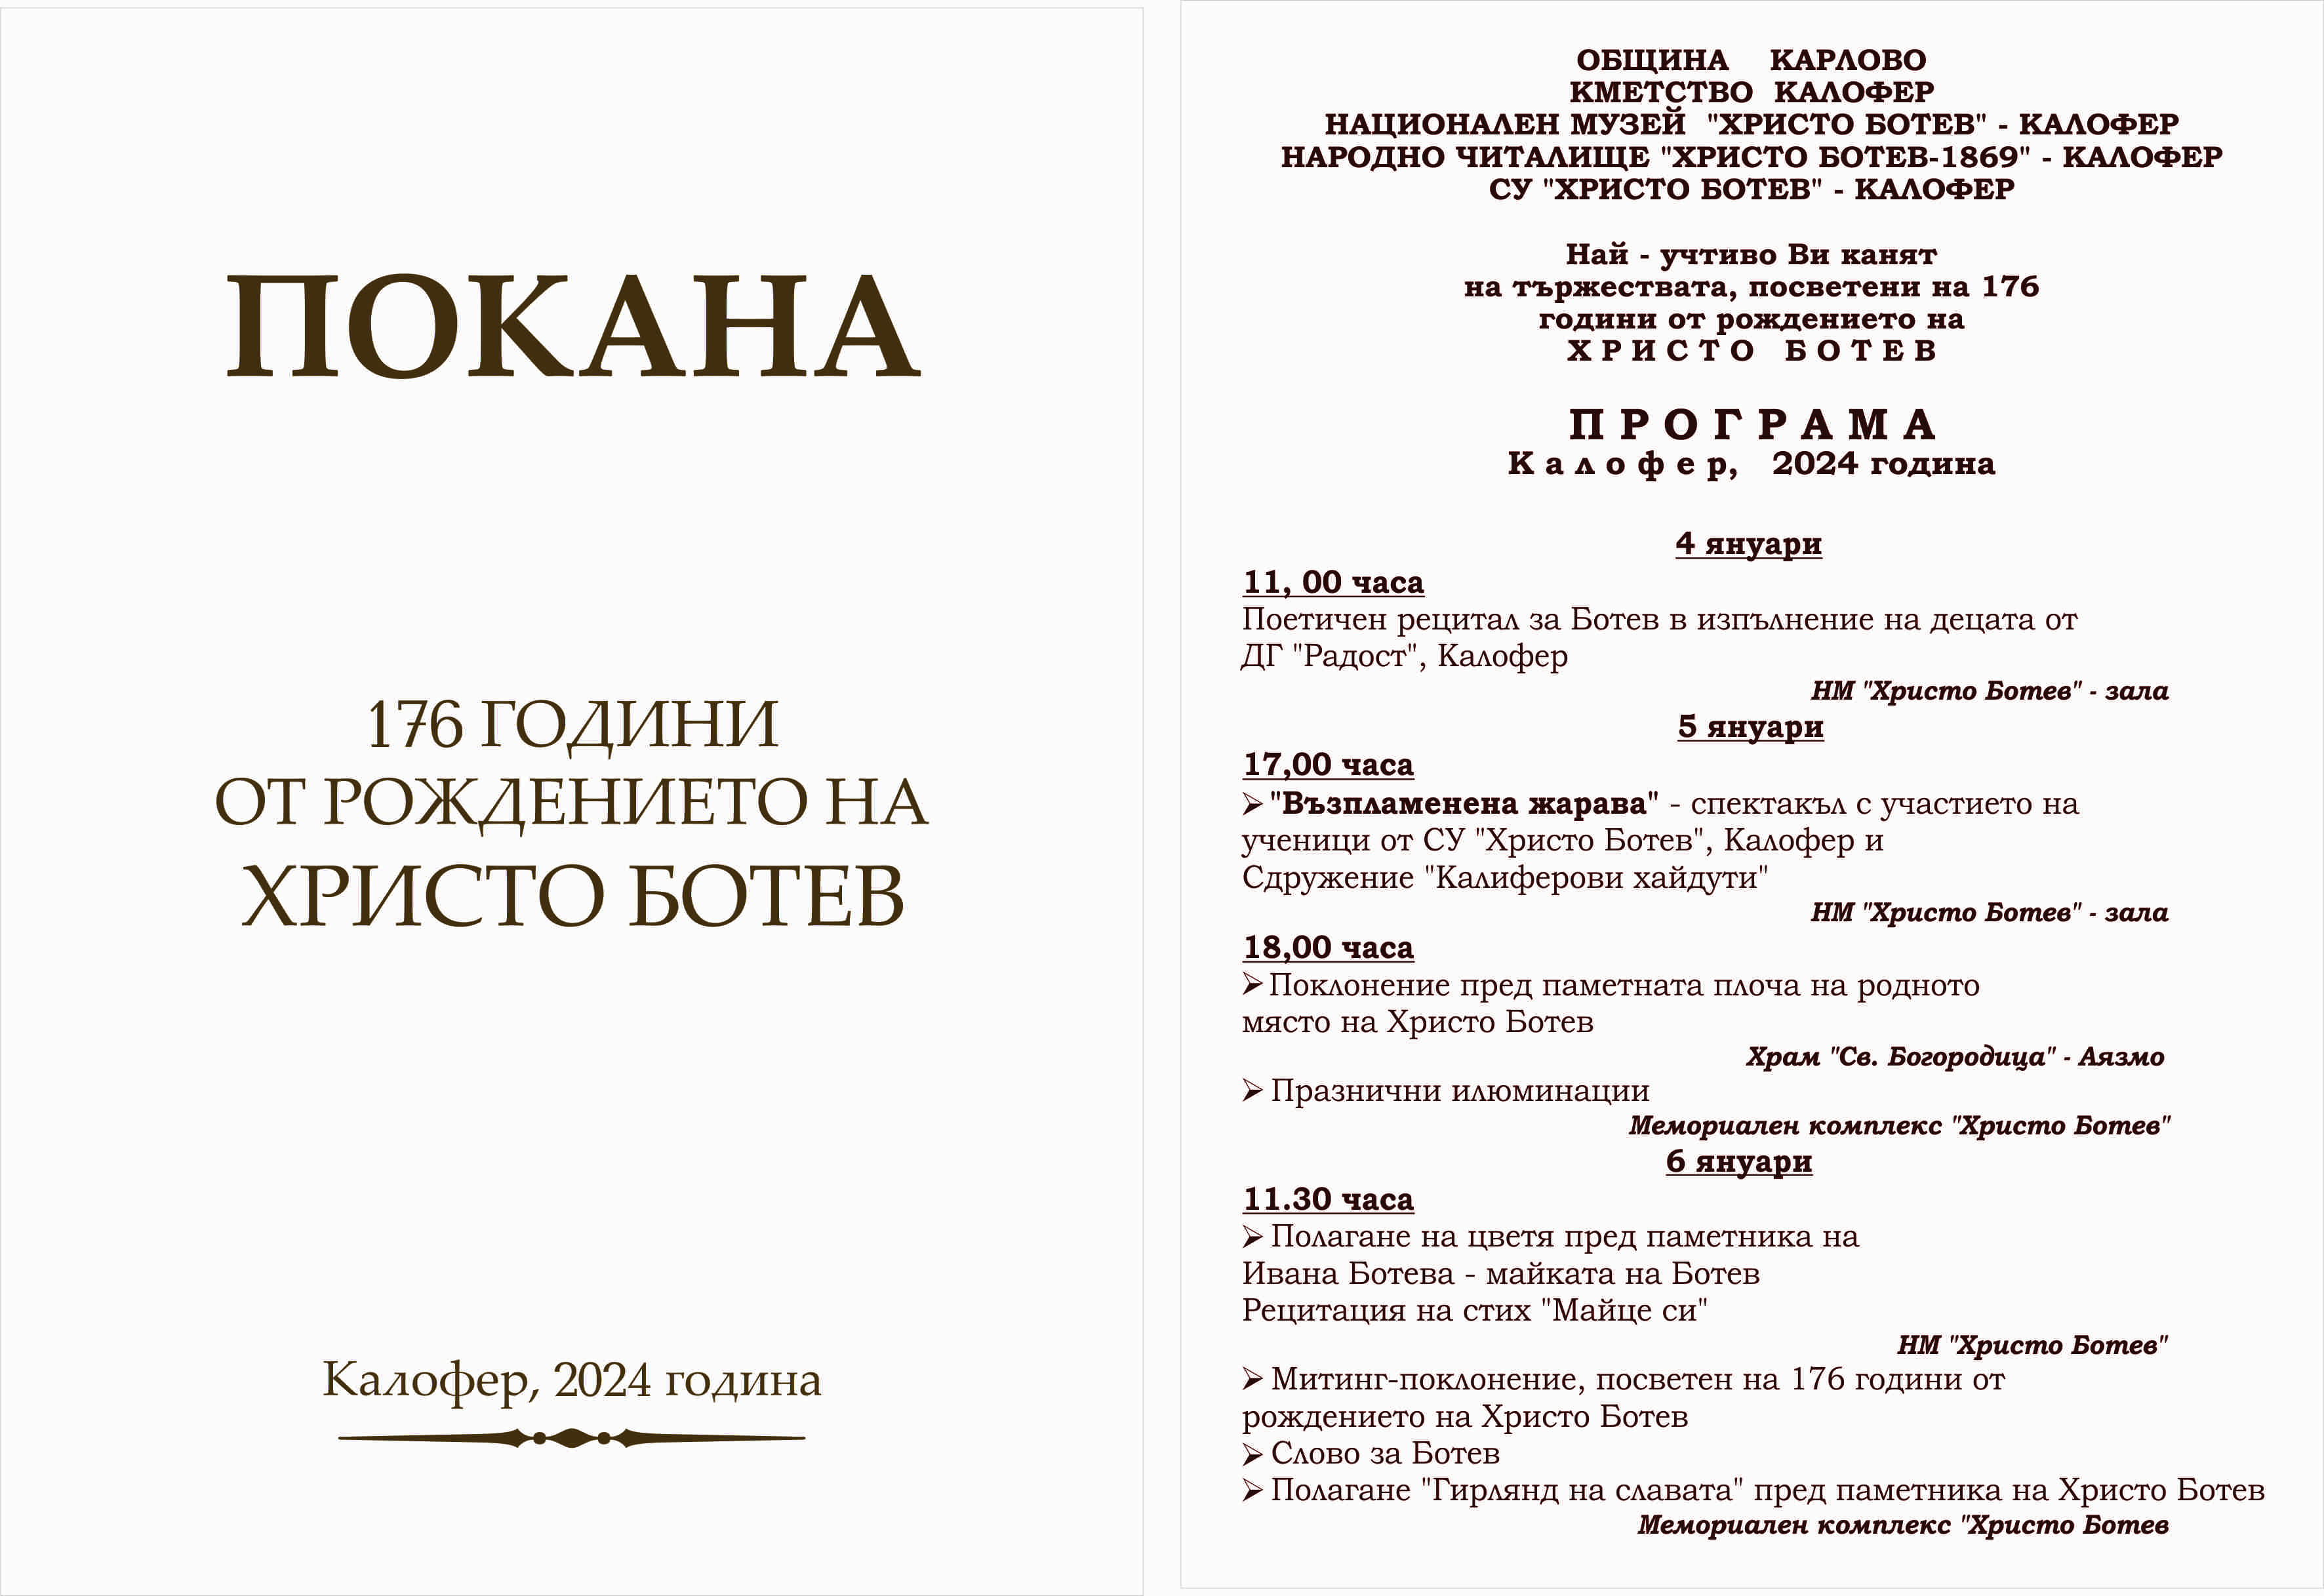 ПОКАНА
176 ГОДИНИ
ОТ РОЖДЕНИЕТО НА
ХРИСТО БОТЕВ
Калофер, 2024 година
ОБЩИНА КАРЛОВО
КМЕТСТВО КАЛОФЕР
НАЦИОНАЛЕН МУЗЕЙ "ХРИСТО БОТЕВ" - КАЛОФЕР
НАРОДНО ЧИТАЛИЩЕ "ХРИСТО БОТЕВ-1869" - КАЛОФЕР
СУ "ХРИСТО БОТЕВ" - КАЛОФЕР
Най - учтиво Ви канят
на тържествата, посветени на 176
години от рождението на
Х Р И С Т О Б О Т Е В
П Р О Г Р А М А
К а л о ф е р, 2024 година
4 януари
11, 00 часа
Поетичен рецитал за Ботев в изпълнение на децата от
ДГ "Радост", Калофер
НМ "Христо Ботев" - зала
5 януари
17,00 часа
➢ "Възпламенена жарава" - спектакъл с участието на
ученици от СУ "Христо Ботев", Калофер и
Сдружение "Калиферови хайдути"
НМ "Христо Ботев" - зала
18,00 часа
➢ Поклонение пред паметната плоча на родното
място на Христо Ботев
Храм "Св. Богородица" - Аязмо
➢ Празнични илюминации
Мемориален комплекс "Христо Ботев"
6 януари
11.30 часа
➢ Полагане на цветя пред паметника на
Ивана Ботева - майката на Ботев
Рецитация на стих "Майце си"
НМ "Христо Ботев"
➢ Митинг-поклонение, посветен на 176 години от
рождението на Христо Ботев
➢ Слово за Ботев
➢ Полагане "Гирлянд на славата" пред паметника на Христо Ботев
Мемориален комплекс "Христо Ботев